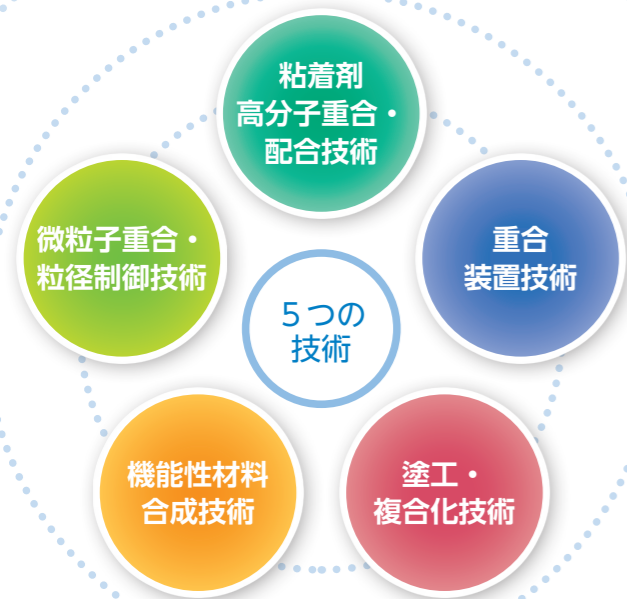 粘着剤
高分子重合・
配合技術
微粒子重合・
粒径制御技術
重合
装置技術
５つの
技術
機能性材料
合成技術
塗工・
複合化技術